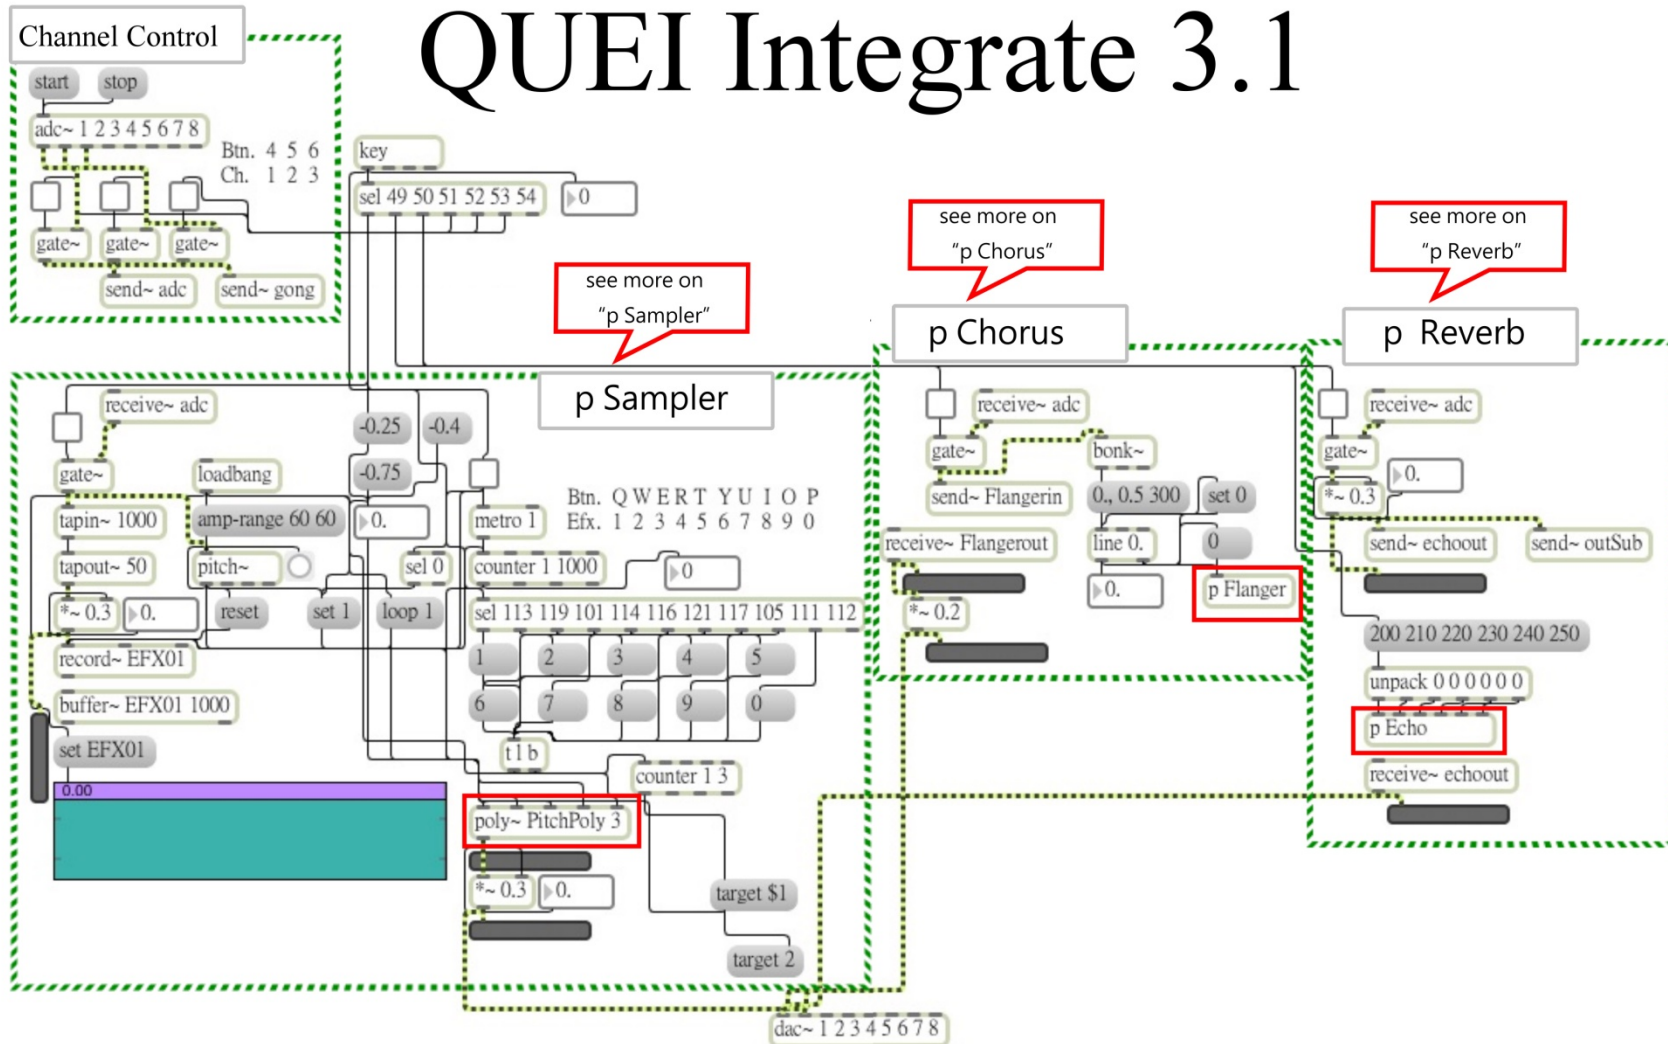 QUEI Integrate 3.1
Channel Control
start
stop
adc~ 1 2 3 4 5 6 7 8
Btn. 4 5 6
Ch. 1 2 3
gate~
gate~
gate~
send~ adc
send~ gong
key
sel 49 50 51 52 53 54
0
see more on
“p Sampler”
see more on
“p Chorus”
see more on
“p Reverb”
p Sampler
receive~ adc
gate~
loadbang
tapin~ 1000
amp-range 60 60
tapout~ 50
pitch~
*~ 0.3
0.
reset
record~ EFX01
buffer~ EFX01 1000
set EFX01
0.00
-0.25
-0.4
-0.75
0.
sel 0
set 1
loop 1
metro 1
Btn. Q W E R T Y U I O P
Efx. 1 2 3 4 5 6 7 8 9 0
counter 1 1000
0
sel 113 119 101 114 116 121 117 105 111 112
1
2
3
4
5
6
7
8
9
0
t l b
counter 1 3
poly~ PitchPoly 3
*~ 0.3
0.
target $1
target 2
p Chorus
receive~ adc
gate~
bonk~
send~ Flangerin
0., 0.5 300
set 0
receive~ Flangerout
line 0.
0
*~ 0.2
0.
p Flanger
p Reverb
receive~ adc
gate~
0.
*~ 0.3
send~ echoout
send~ outSub
200 210 220 230 240 250
unpack 0 0 0 0 0 0
p Echo
receive~ echoout
dac~ 1 2 3 4 5 6 7 8